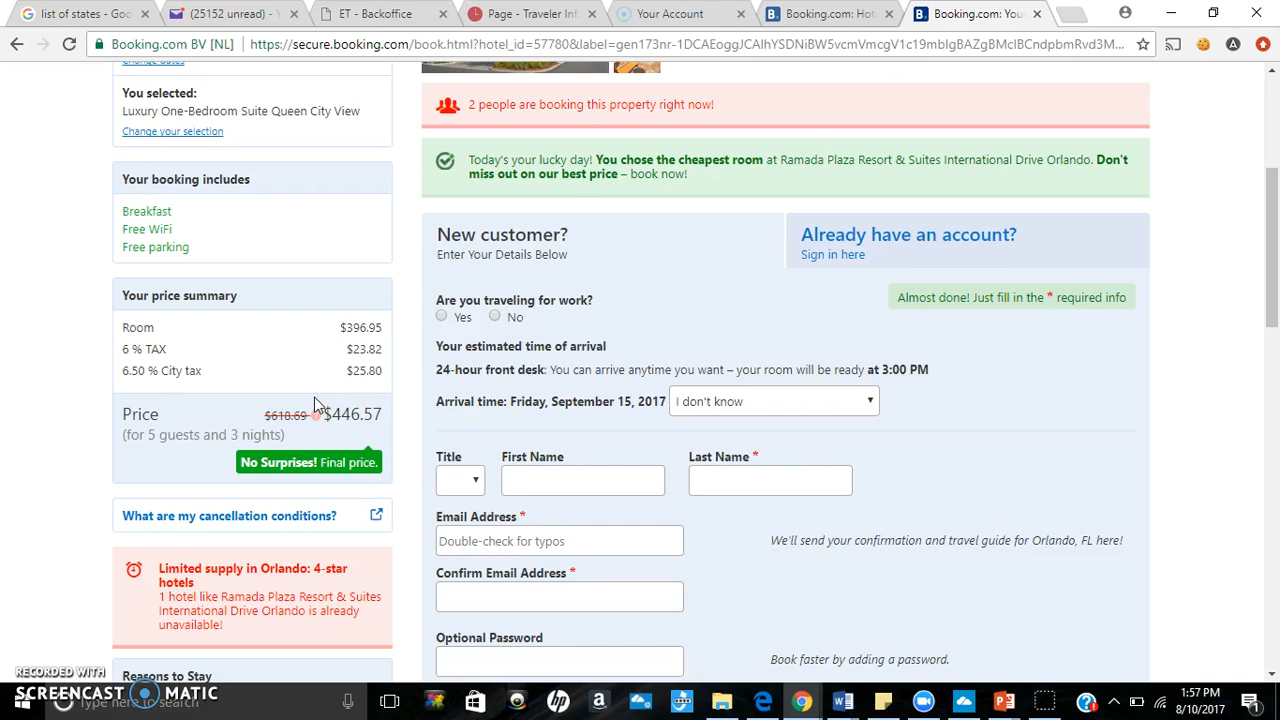 list of states - Go
(25152 unread) -
ET - Backoffice
Page - Traveler Inf
Your Account
Booking.com: Ho
Booking.com: You
Booking.com BV [NL]
https://secure.booking.com/book.html?hotel_id=57780&label=gen173nr-
Change dates
You selected:
Luxury One-Bedroom Suite Queen City View
Change your selection
Your booking includes
Breakfast
Free WiFi
Free parking
Your price summary
Room $396.95
6 % TAX $23.82
6.50 % City tax $25.80
Price $618.69 $446.57
(for 5 guests and 3 nights)
No Surprises! Final price.
What are my cancellation conditions?
Limited supply in Orlando: 4-star
hotels
1 hotel like Ramada Plaza Resort & Suites
International Drive Orlando is already
unavailable!
Reasons to Stay
2 people are booking this property right now!
Today's your lucky day! You chose the cheapest room at Ramada Plaza Resort & Suites International Drive Orlando. Don't
miss out on our best price – book now!
New customer?
Enter Your Details Below
Already have an account?
Sign in here
Almost done! Just fill in the * required info
Are you traveling for work?
Yes No
Your estimated time of arrival
24-hour front desk: You can arrive anytime you want – your room will be ready at 3:00 PM
Arrival time: Friday, September 15, 2017 I don't know
Title First Name Last Name *
Email Address *
Double-check for typos
We'll send your confirmation and travel guide for Orlando, FL here!
Confirm Email Address *
Optional Password
Book faster by adding a password.
RECORDED WITH
SCREENCAST MATIC
Type here to search
1:57 PM
8/10/2017